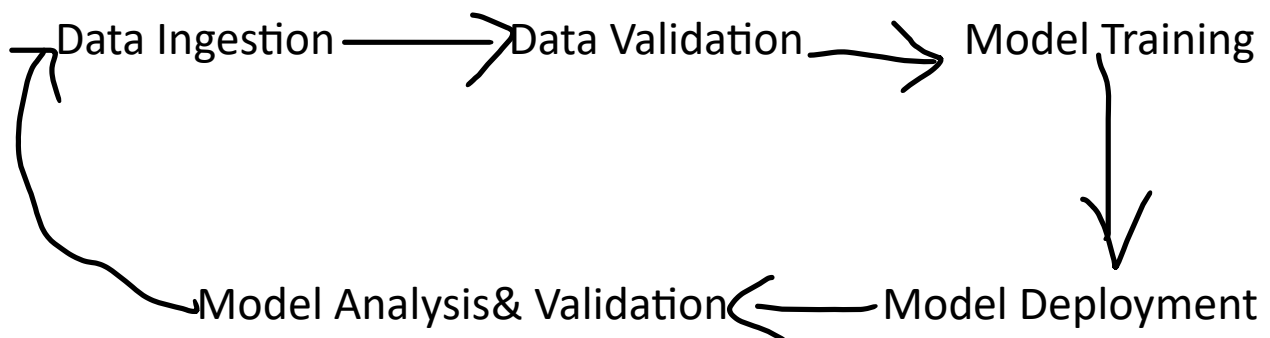 Data Ingestion Data Validation Model Training
Model Analysis& Validation Model Deployment